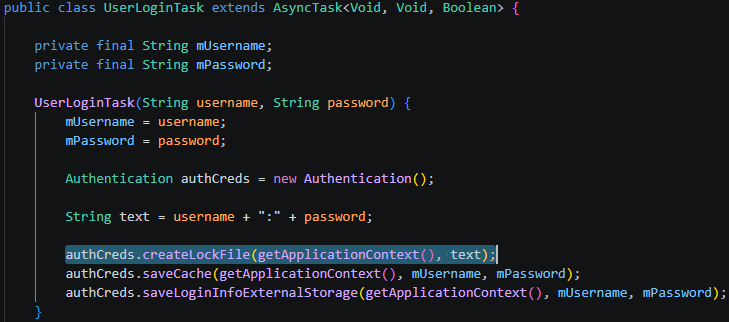 public class UserLoginTask extends AsyncTask<Void, Void, Boolean> {
private final String mUsername;
private final String mPassword;
UserLoginTask(String username, String password) {
mUsername = username;
mPassword = password;
Authentication authCreds = new Authentication();
String text = username + ":" + password;
authCreds.createLockFile(getApplicationContext(), text);
authCreds.saveCache(getApplicationContext(), mUsername, mPassword);
authCreds.saveLoginInfoExternalStorage(getApplicationContext(), mUsername, mPassword);
}